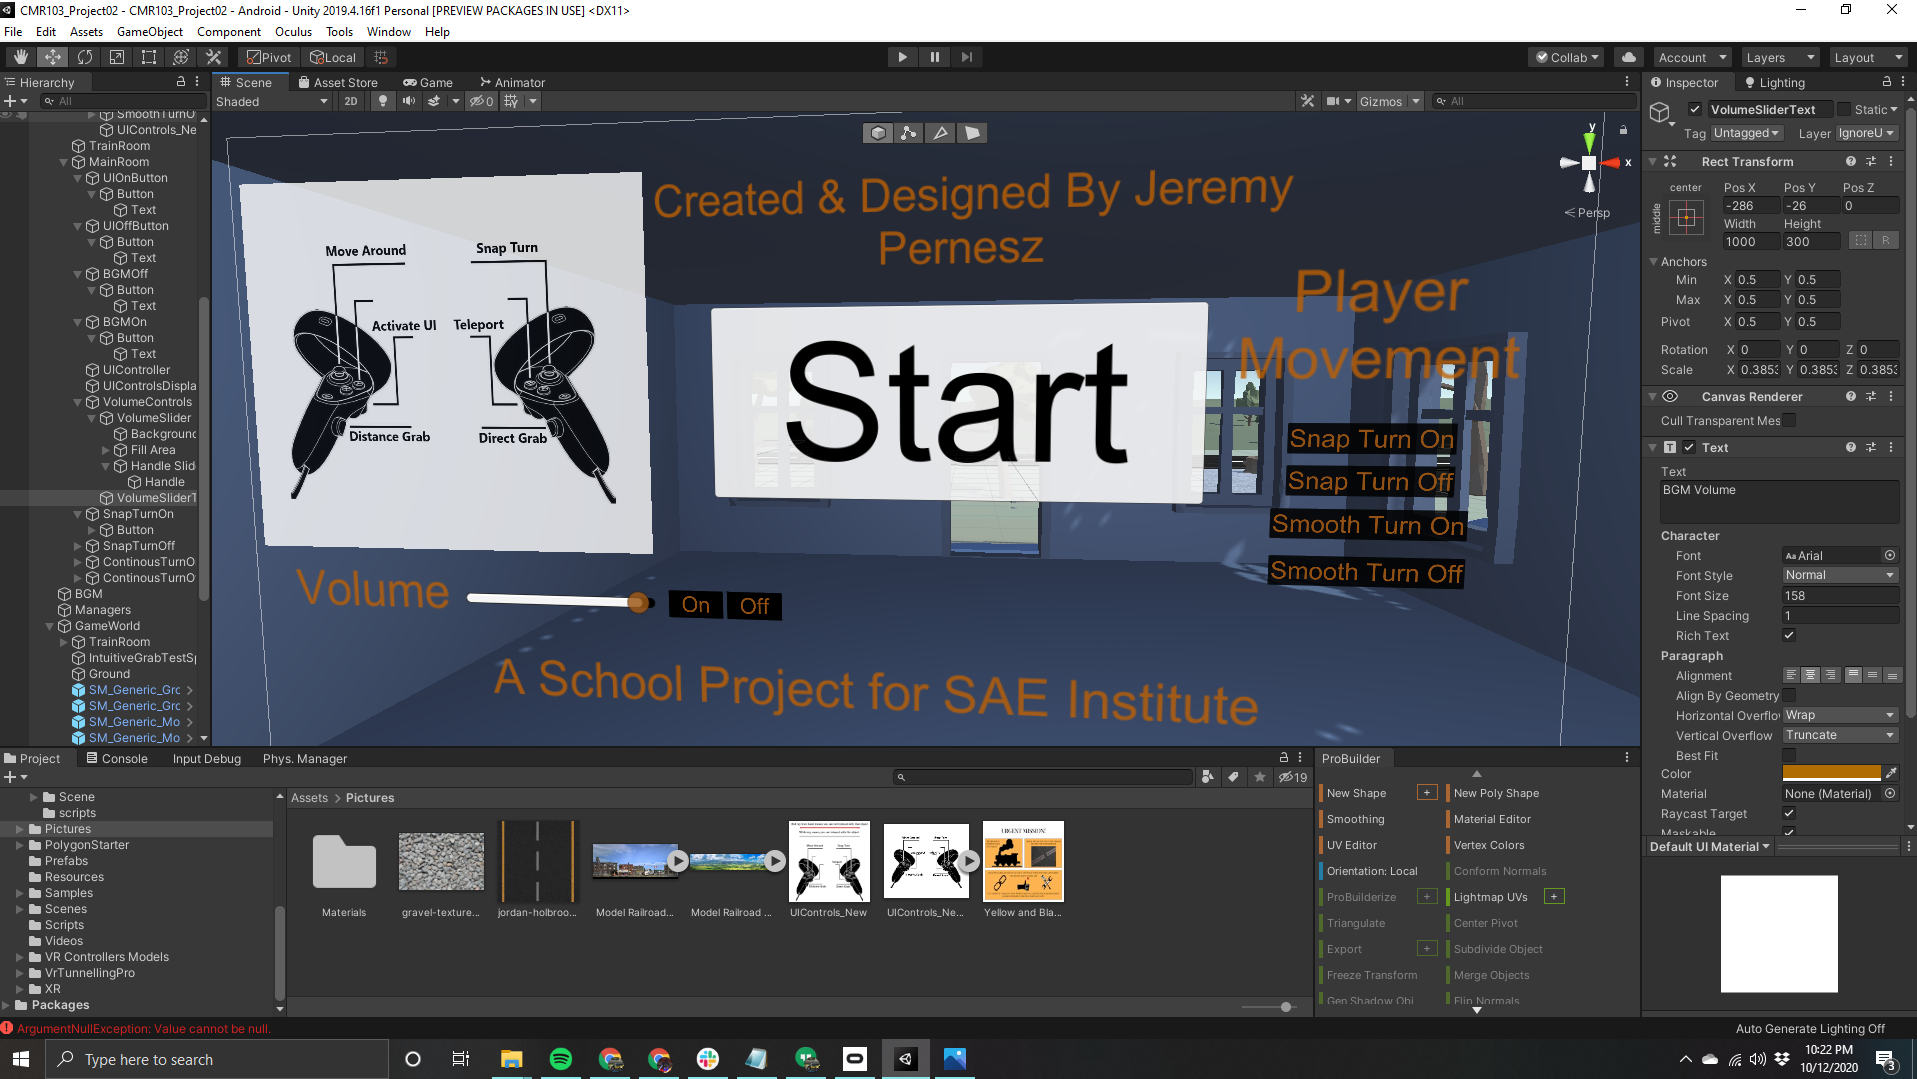 CMR103_Project02 - CMR103_Project02 - Android - Unity 2019.4.16f1 Personal [PREVIEW PACKAGES IN USE] <DX11>
File Edit Assets GameObject Component Oculus Tools Window Help
Pivot Local
Collab Account Layers Layout
Hierarchy
All
SmoothTurnO
UIControls_Ne
TrainRoom
MainRoom
UIOnButton
Button
Text
UIOffButton
Button
Text
BGMOff
Button
Text
BGMOn
Button
Text
UIController
UIControlsDispla
VolumeControls
VolumeSlider
Background
Fill Area
Handle Slid
Handle
VolumeSliderT
SnapTurnOn
Button
SnapTurnOff
ContinousTurnO
ContinousTurnO
BGM
Managers
GameWorld
TrainRoom
IntuitiveGrabTestSp
Ground
SM_Generic_Grc
SM_Generic_Grc
SM_Generic_Mo
SM_Generic_Mo
Scene Asset Store Game Animator
Shaded 2D 0 Gizmos All
y
x
Persp
Created & Designed By Jeremy
Pernesz
Move Around Snap Turn
Activate UI Teleport
Distance Grab Direct Grab
Start
Player
Movement
Snap Turn On
Snap Turn Off
Smooth Turn On
Smooth Turn Off
Volume On Off
A School Project for SAE Institute
Inspector Lighting
VolumeSliderText Static
Tag Untagged Layer IgnoreU
Rect Transform
center Pos X Pos Y Pos Z
middle -286 -26 0
Width Height
1000 300 R
Anchors
Min X 0.5 Y 0.5
Max X 0.5 Y 0.5
Pivot X 0.5 Y 0.5
Rotation X 0 Y 0 Z 0
Scale X 0.3853 Y 0.3853 Z 0.3853
Canvas Renderer
Cull Transparent Mes
Text
Text
BGM Volume
Character
Font Arial
Font Style Normal
Font Size 158
Line Spacing 1
Rich Text
Paragraph
Alignment
Align By Geometry
Horizontal Overflo Wrap
Vertical Overflow Truncate
Best Fit
Color
Material None (Material)
Raycast Target
Maskable
Default UI Material
Project Console Input Debug Phys. Manager
19
Scene
scripts
Pictures
PolygonStarter
Prefabs
Resources
Samples
Scenes
Scripts
Videos
VR Controllers Models
VrTunnellingPro
XR
Packages
Assets > Pictures
URGENT MISSION!
Materials gravel-texture... jordan-holbroo... Model Railroad... Model Railroad ... UIControls_New UIControls_Ne... Yellow and Bla...
ProBuilder
New Shape + New Poly Shape
Smoothing Material Editor
UV Editor Vertex Colors
Orientation: Local Conform Normals
ProBuilderize + Lightmap UVs +
Triangulate Center Pivot
Export + Subdivide Object
Freeze Transform Merge Objects
Gen Shadow Obj Flip Normals
ArgumentNullException: Value cannot be null.
Auto Generate Lighting Off
Type here to search
10:22 PM
10/12/2020
3